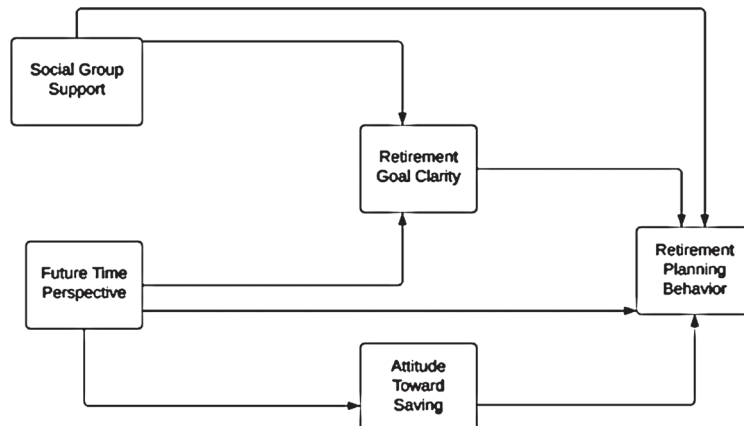 Social Group
Support
Retirement
Goal Clarity
Future Time
Perspective
Retirement
Planning
Behavior
Attitude
Toward
Saving